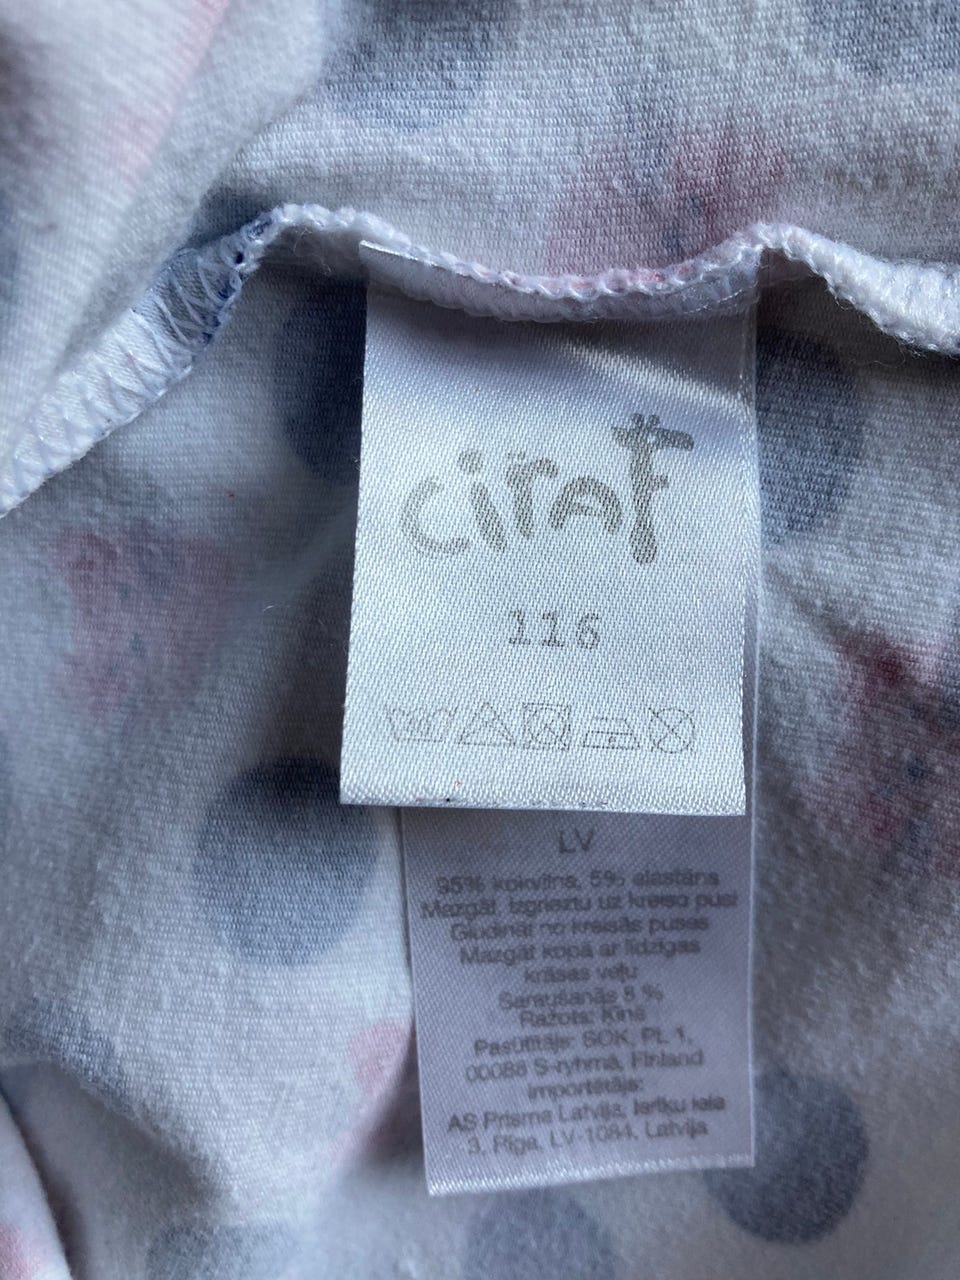 ciraf
116
LV
95% kokvilna, 5% elastāns
Mazgāt izgrieztu uz kreiso pusi
Gludināt no kreisās puses
Mazgāt kopā ar līdzīgas
krāsas veļu
Saraušanās 5 %
Ražots: Ķīna
Pasūtītājs: SOK, PL 1,
00088 S-ryhmä, Finland
Importētājs:
AS Prisma Latvija, Ieriķu iela
3, Rīga, LV-1084, Latvija